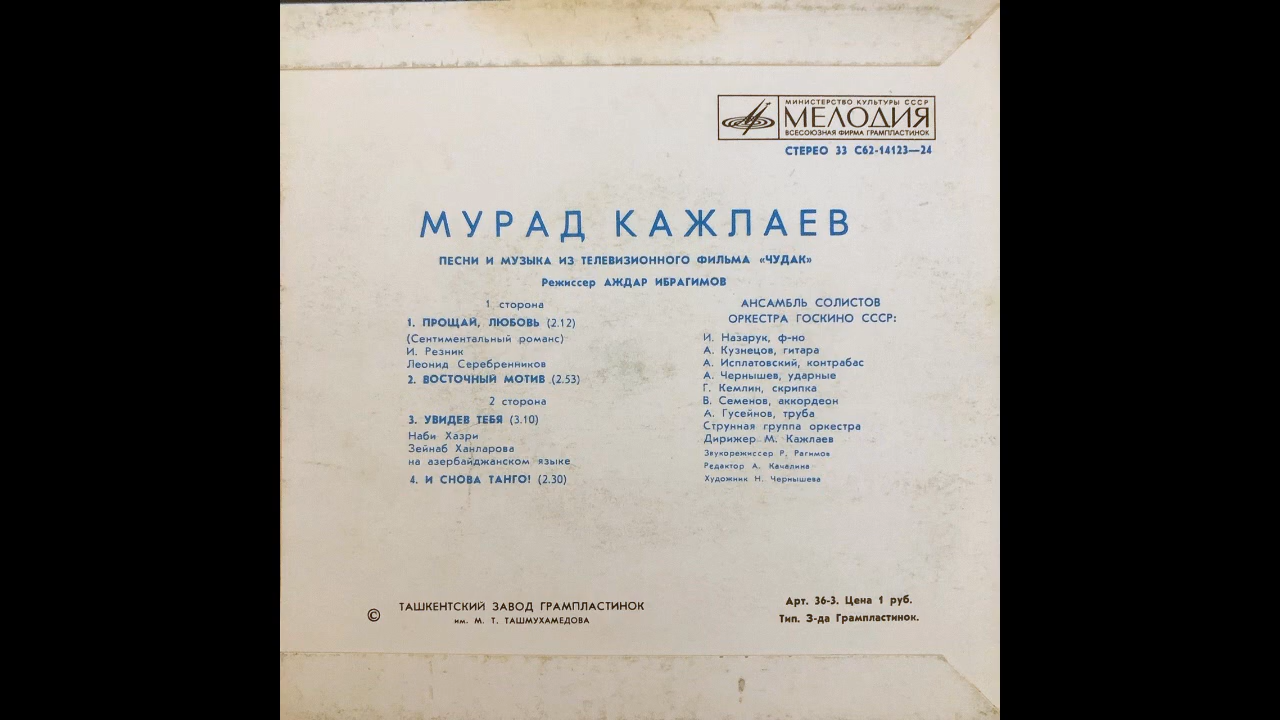 МИНИСТЕРСТВО КУЛЬТУРЫ СССР
МЕЛОДИЯ
ВСЕСОЮЗНАЯ ФИРМА ГРАМПЛАСТИНОК
СТЕРЕО 33 С62-14123—24
МУРАД КАЖЛАЕВ
ПЕСНИ И МУЗЫКА ИЗ ТЕЛЕВИЗИОННОГО ФИЛЬМА «ЧУДАК»
Режиссер АЖДАР ИБРАГИМОВ
1 сторона
1. ПРОЩАЙ, ЛЮБОВЬ (2.12)
(Сентиментальный романс)
И. Резник
Леонид Серебренников
2. ВОСТОЧНЫЙ МОТИВ (2.53)
2 сторона
3. УВИДЕВ ТЕБЯ (3.10)
Наби Хазри
Зейнаб Ханларова
на азербайджанском языке
4. И СНОВА ТАНГО! (2.30)
АНСАМБЛЬ СОЛИСТОВ
ОРКЕСТРА ГОСКИНО СССР:
И. Назарук, ф-но
А. Кузнецов, гитара
А. Исплатовский, контрабас
А. Чернышев, ударные
Г. Кемлин, скрипка
В. Семенов, аккордеон
А. Гусейнов, труба
Струнная группа оркестра
Дирижер М. Кажлаев
Звукорежиссер Р. Рагимов
Редактор А. Качалина
Художник Н. Чернышева
© ТАШКЕНТСКИЙ ЗАВОД ГРАМПЛАСТИНОК
им. М. Т. ТАШМУХАМЕДОВА
Арт. 36-3. Цена 1 руб.
Тип. З-да Грампластинок.